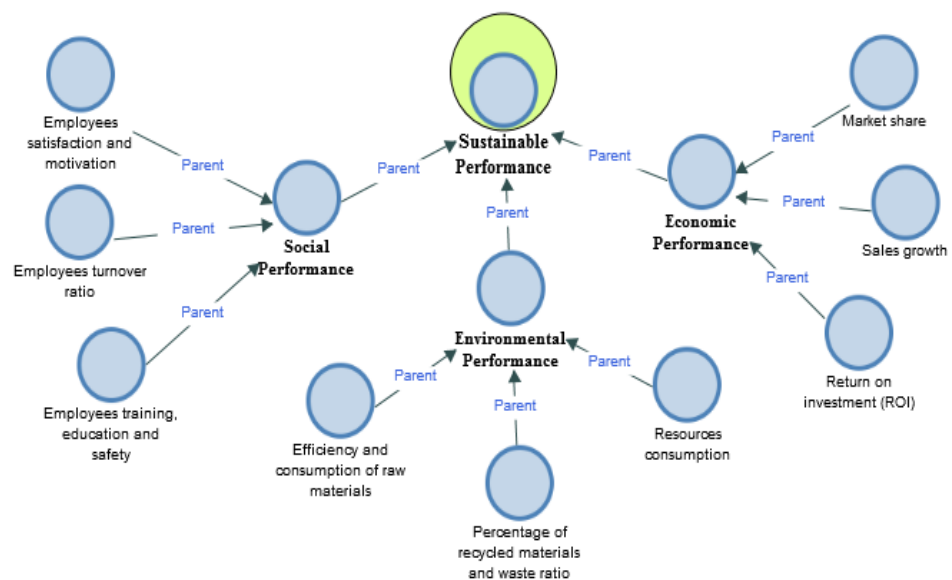 Employees
satisfaction and
motivation
Parent
Employees turnover
ratio
Parent
Employees training,
education and
safety
Parent
Social
Performance
Parent
Sustainable
Performance
Parent
Parent
Market share
Parent
Economic
Performance
Parent
Sales growth
Parent
Return on
investment (ROI)
Environmental
Performance
Parent
Efficiency and
consumption of raw
materials
Parent
Percentage of
recycled materials
and waste ratio
Parent
Resources
consumption